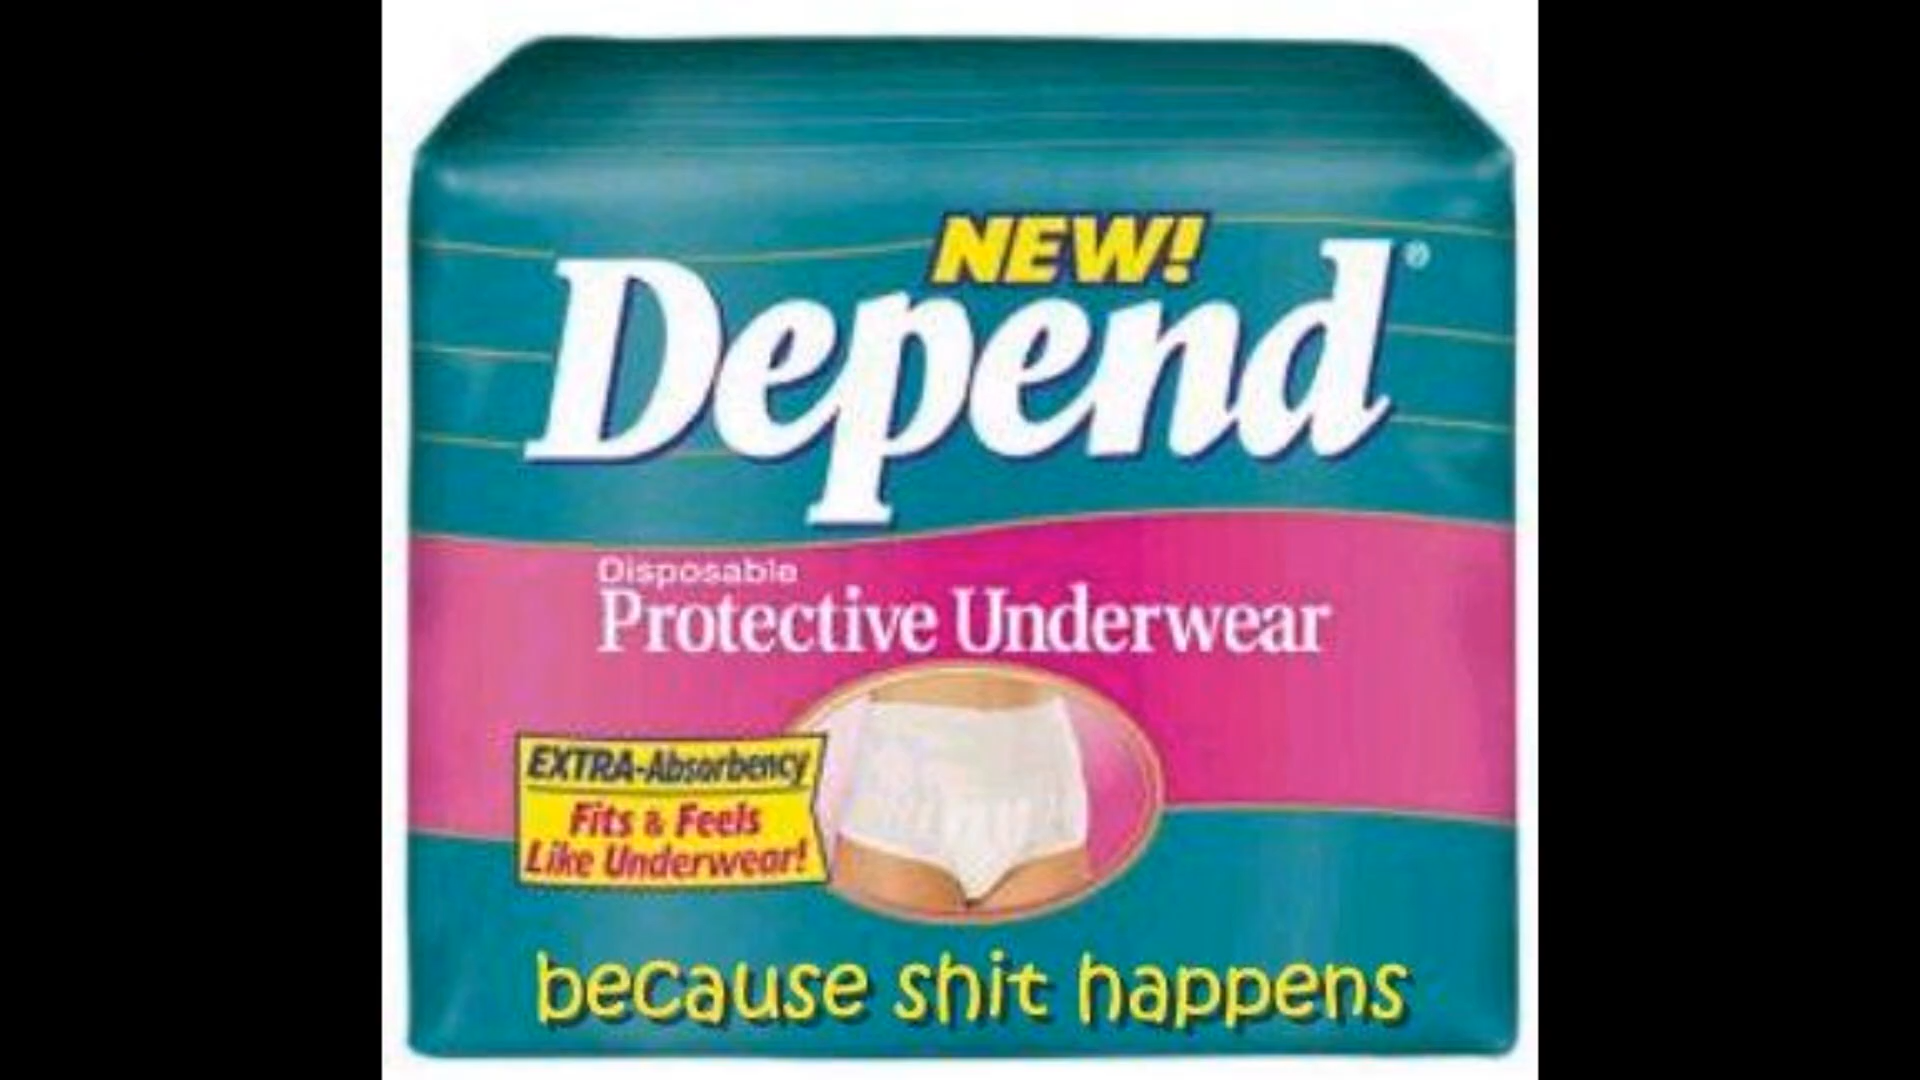 NEW!
Depend®
Disposable
Protective Underwear
EXTRA-Absorbency
Fits & Feels
Like Underwear!
because shit happens